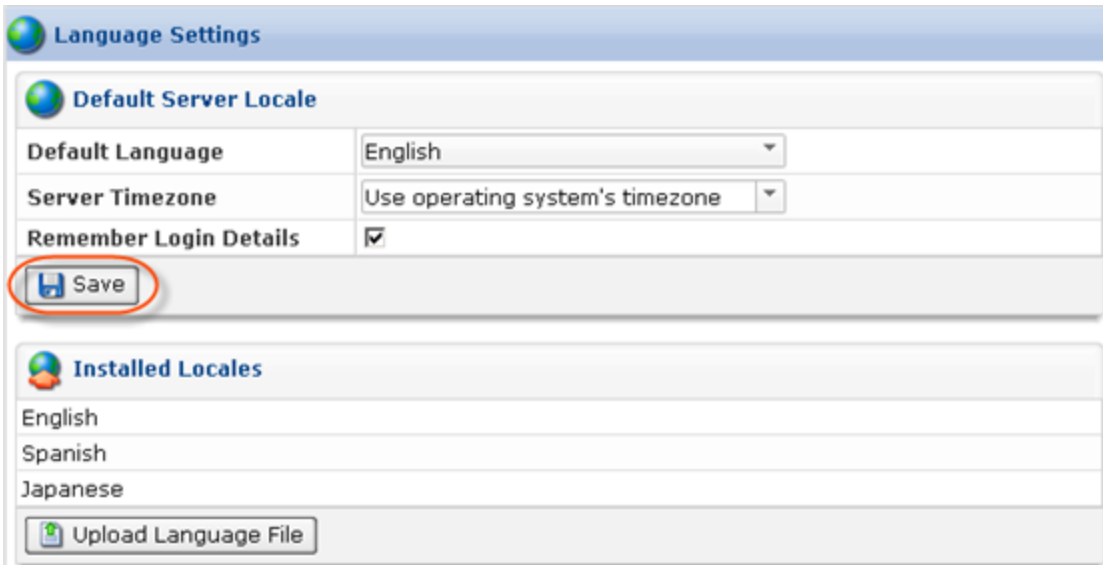 Language Settings
Default Server Locale
Default Language English
Server Timezone Use operating system's timezone
Remember Login Details
Save
Installed Locales
English
Spanish
Japanese
Upload Language File